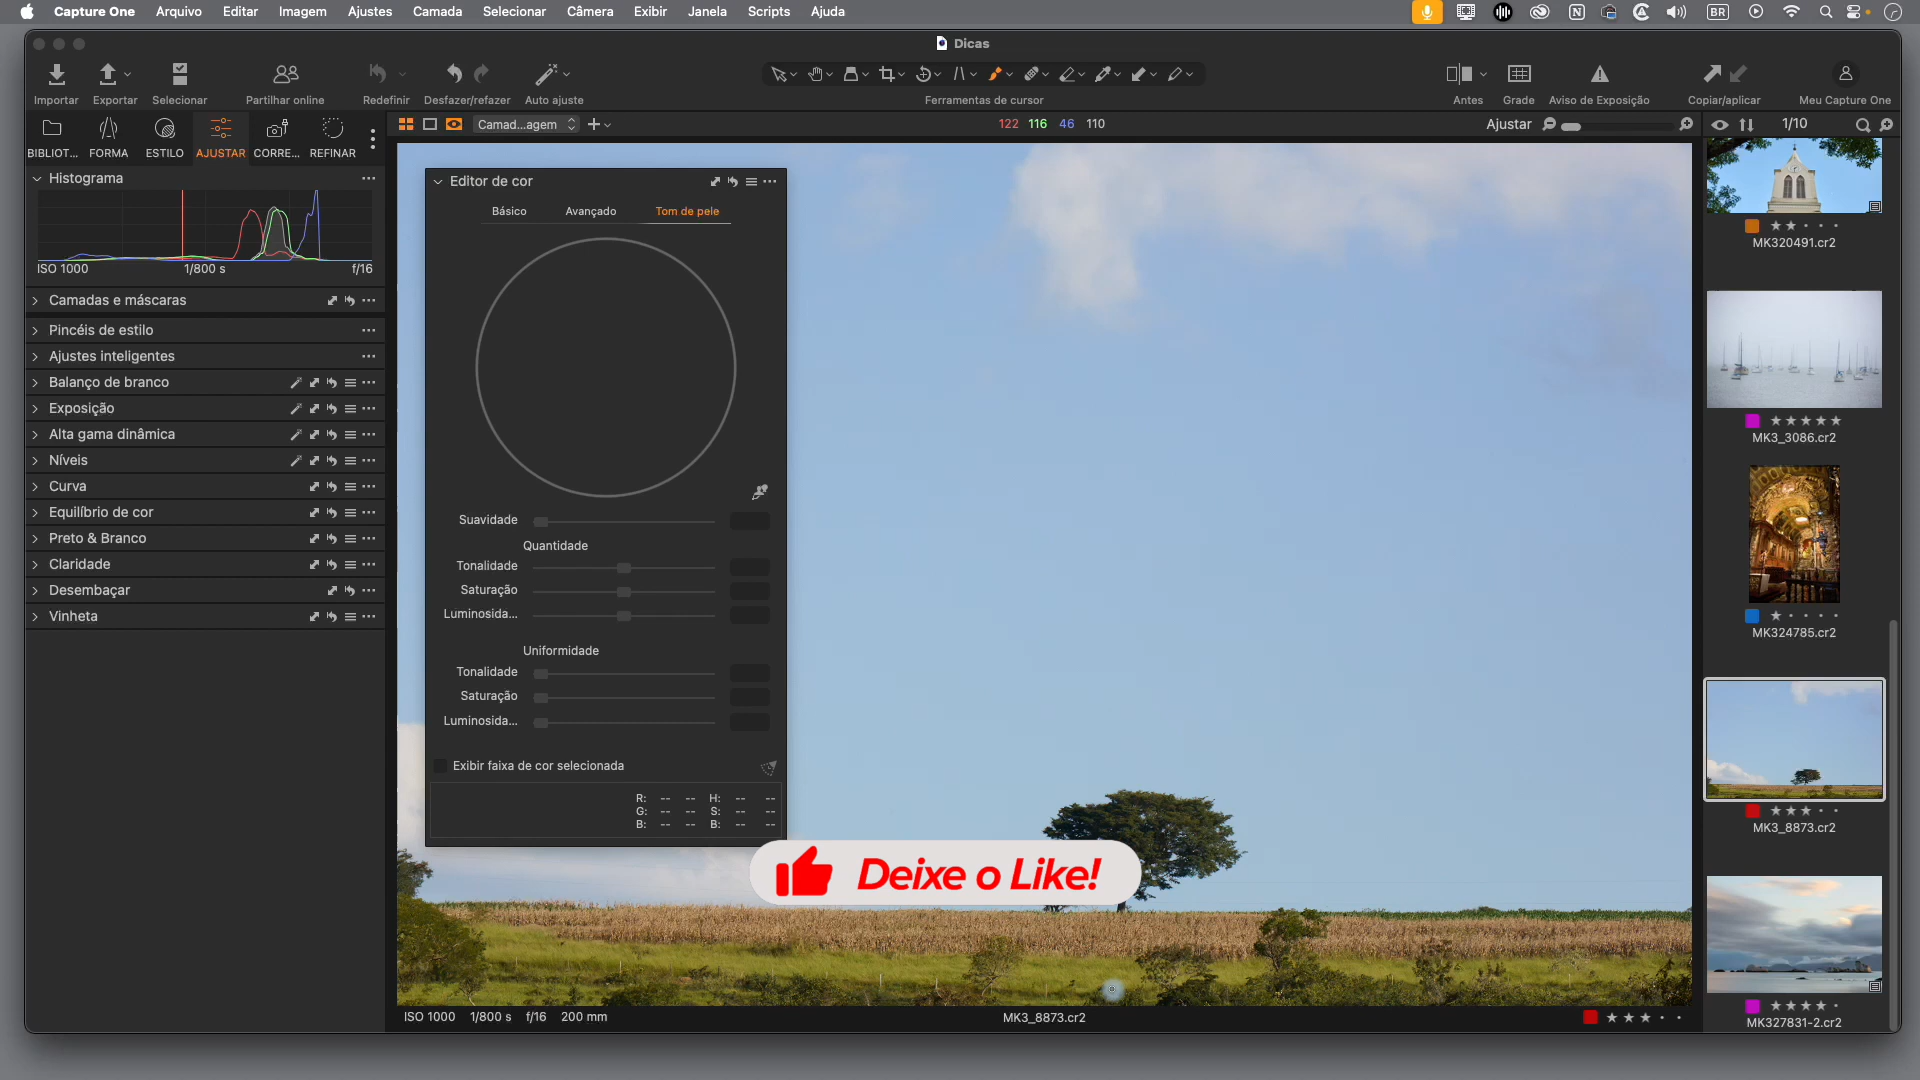 Capture One Arquivo Editar Imagem Ajustes Camada Selecionar Câmera Exibir Janela Scripts Ajuda BR
Dicas
Importar Exportar Selecionar Partilhar online Redefinir Desfazer/refazer Auto ajuste Ferramentas de cursor Antes Grade Aviso de Exposição Copiar/aplicar Meu Capture One
BIBLIOT... FORMA ESTILO AJUSTAR CORRE... REFINAR
Camad...agem 122 116 46 110 Ajustar 1/10
Histograma
ISO 1000 1/800 s f/16
Camadas e máscaras
Pincéis de estilo
Ajustes inteligentes
Balanço de branco
Exposição
Alta gama dinâmica
Níveis
Curva
Equilíbrio de cor
Preto & Branco
Claridade
Desembaçar
Vinheta
Editor de cor
Básico Avançado Tom de pele
Suavidade
Quantidade
Tonalidade
Saturação
Luminosida...
Uniformidade
Tonalidade
Saturação
Luminosida...
Exibir faixa de cor selecionada
R: -- -- H: -- --
G: -- -- S: -- --
B: -- -- B: -- --
Deixe o Like!
ISO 1000 1/800 s f/16 200 mm MK3_8873.cr2
MK320491.cr2
MK3_3086.cr2
MK324785.cr2
MK3_8873.cr2
MK327831-2.cr2